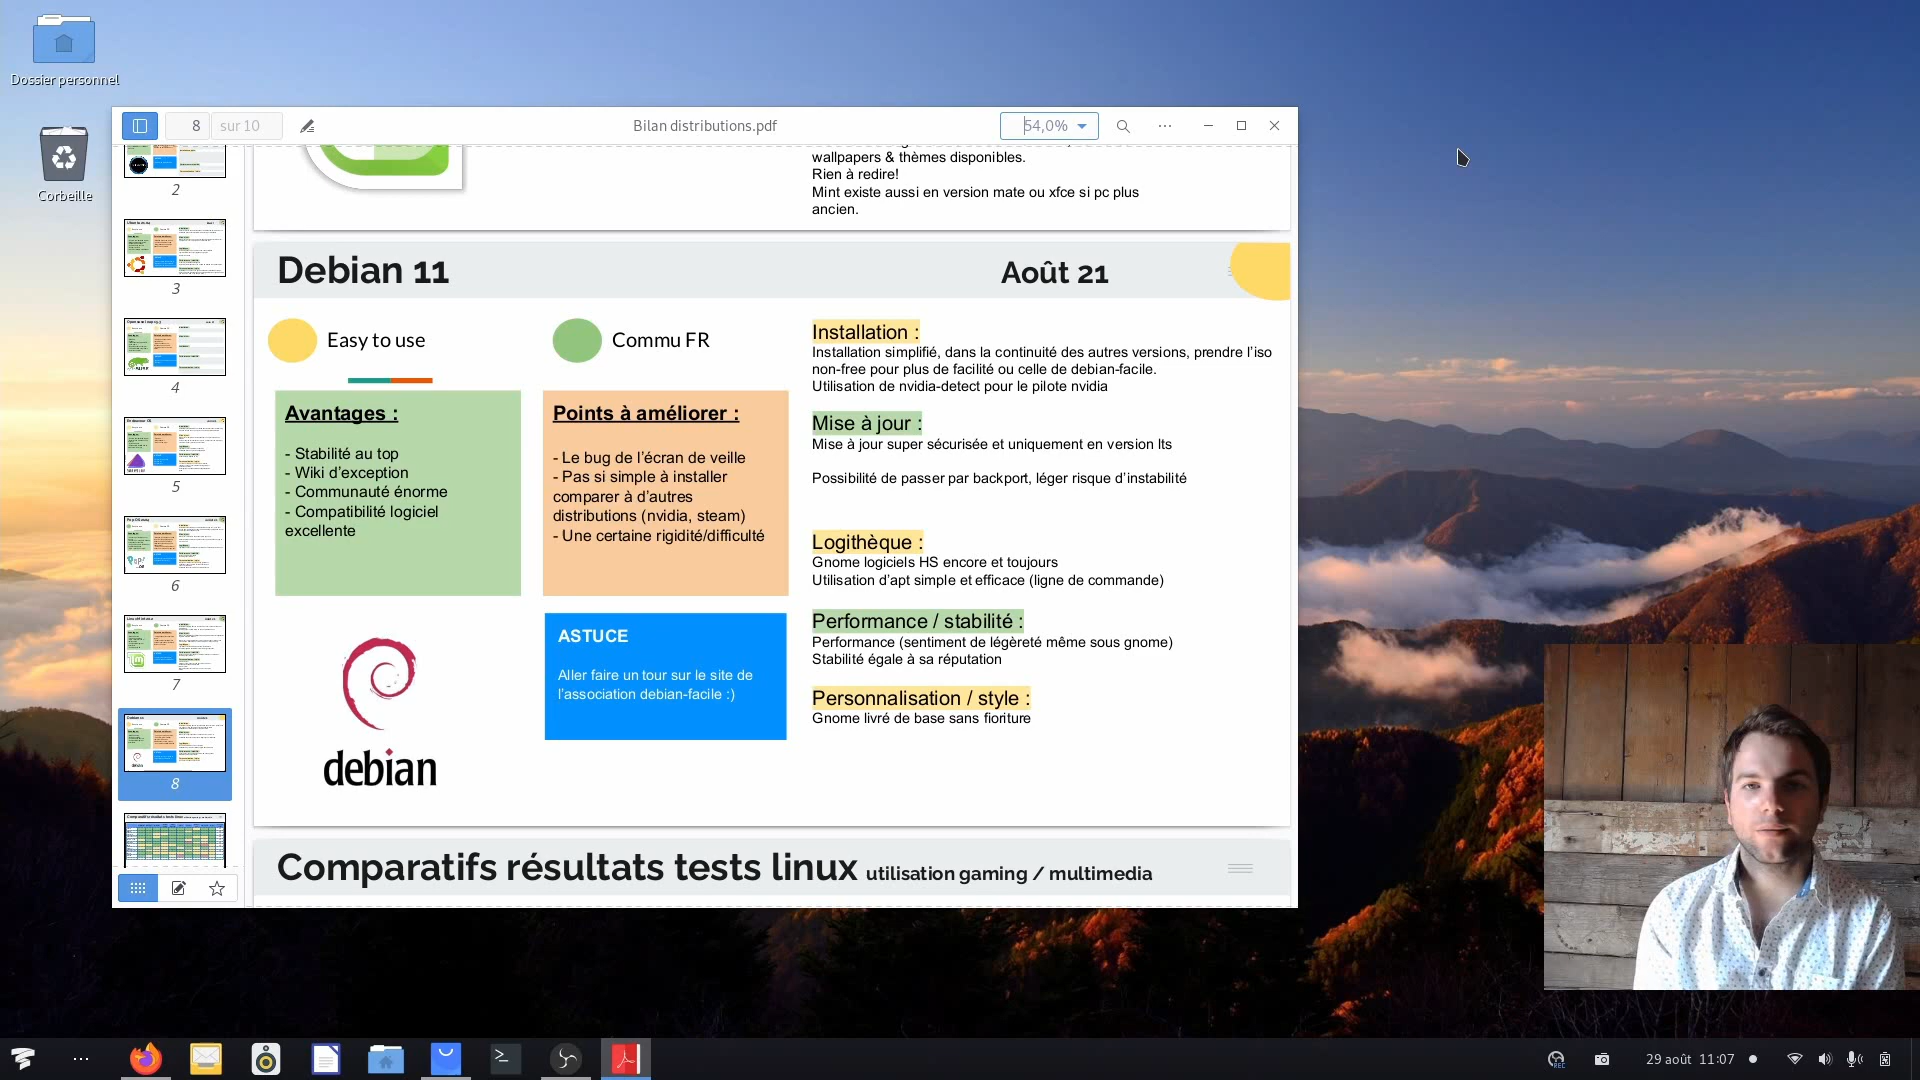 Dossier personnel
Corbeille
8 sur 10
Bilan distributions.pdf
54,0%
2
3
4
5
6
7
8
wallpapers & thèmes disponibles.
Rien à redire!
Mint existe aussi en version mate ou xfce si pc plus
ancien.
Debian 11
Août 21
Easy to use
Commu FR
Avantages :
- Stabilité au top
- Wiki d’exception
- Communauté énorme
- Compatibilité logiciel
excellente
Points à améliorer :
- Le bug de l’écran de veille
- Pas si simple à installer
comparer à d’autres
distributions (nvidia, steam)
- Une certaine rigidité/difficulté
ASTUCE
Aller faire un tour sur le site de
l’association debian-facile :)
debian
Installation :
Installation simplifié, dans la continuité des autres versions, prendre l’iso
non-free pour plus de facilité ou celle de debian-facile.
Utilisation de nvidia-detect pour le pilote nvidia
Mise à jour :
Mise à jour super sécurisée et uniquement en version lts
Possibilité de passer par backport, léger risque d’instabilité
Logithèque :
Gnome logiciels HS encore et toujours
Utilisation d’apt simple et efficace (ligne de commande)
Performance / stabilité :
Performance (sentiment de légèreté même sous gnome)
Stabilité égale à sa réputation
Personnalisation / style :
Gnome livré de base sans fioriture
Comparatifs résultats tests linux utilisation gaming / multimedia
29 août 11:07